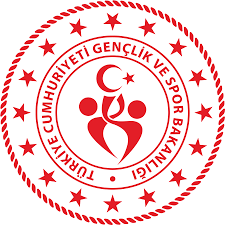 TÜRKİYE CUMHURİYETİ GENÇLİK VE SPOR BAKANLIĞI